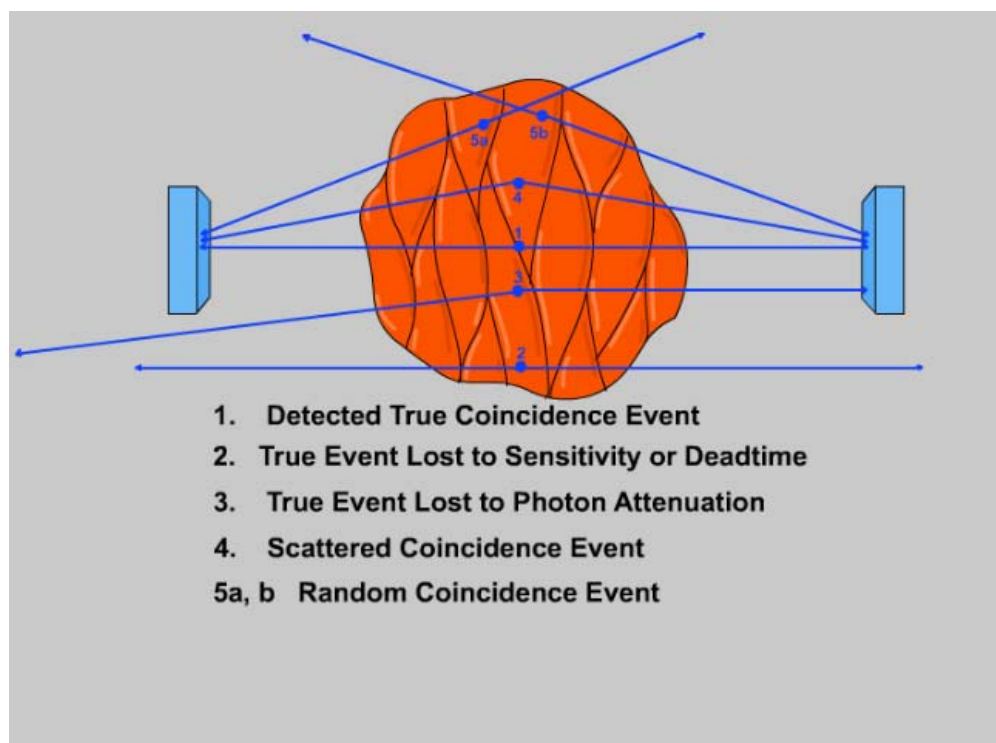 5a
5b
4
1
3
2
1. Detected True Coincidence Event
2. True Event Lost to Sensitivity or Deadtime
3. True Event Lost to Photon Attenuation
4. Scattered Coincidence Event
5a, b Random Coincidence Event